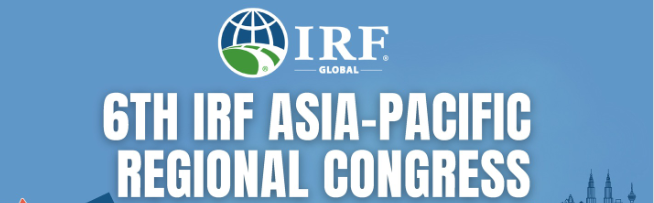 IRF®
GLOBAL
6TH IRF ASIA-PACIFIC
REGIONAL CONGRESS